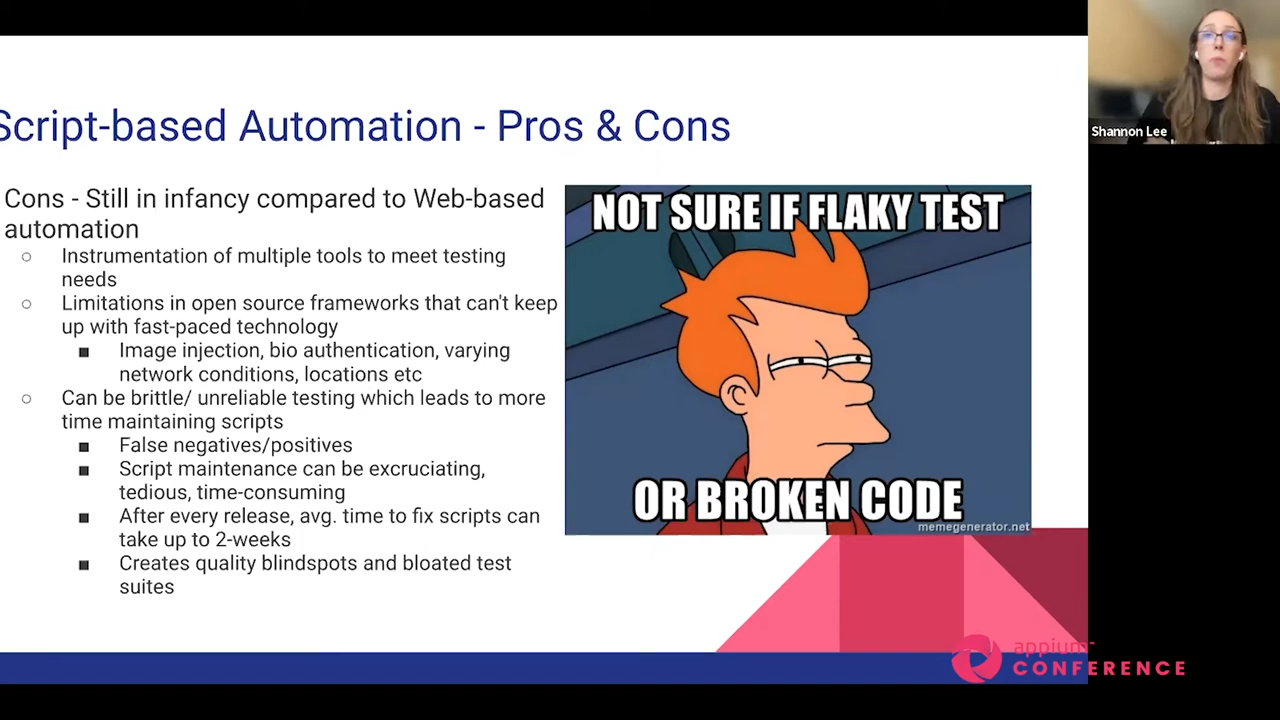 Script-based Automation - Pros & Cons
Cons - Still in infancy compared to Web-based
automation
○ Instrumentation of multiple tools to meet testing
needs
○ Limitations in open source frameworks that can't keep
up with fast-paced technology
■ Image injection, bio authentication, varying
network conditions, locations etc
○ Can be brittle/ unreliable testing which leads to more
time maintaining scripts
■ False negatives/positives
■ Script maintenance can be excruciating,
tedious, time-consuming
■ After every release, avg. time to fix scripts can
take up to 2-weeks
■ Creates quality blindspots and bloated test
suites
NOT SURE IF FLAKY TEST
OR BROKEN CODE
memegenerator.net
Shannon Lee
appium
CONFERENCE